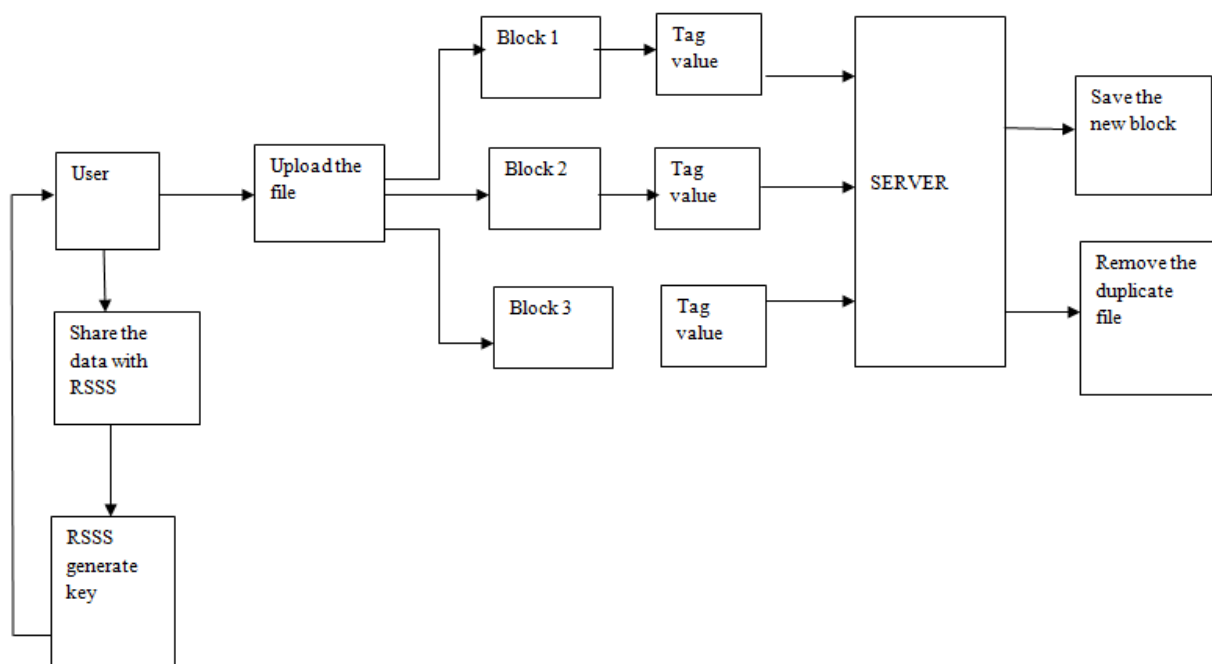 Block 1
Tag
value
Save the
new block
User
Upload the
file
Block 2
Tag
value
SERVER
Remove the
duplicate
file
Block 3
Tag
value
Share the
data with
RSSS
RSSS
generate
key